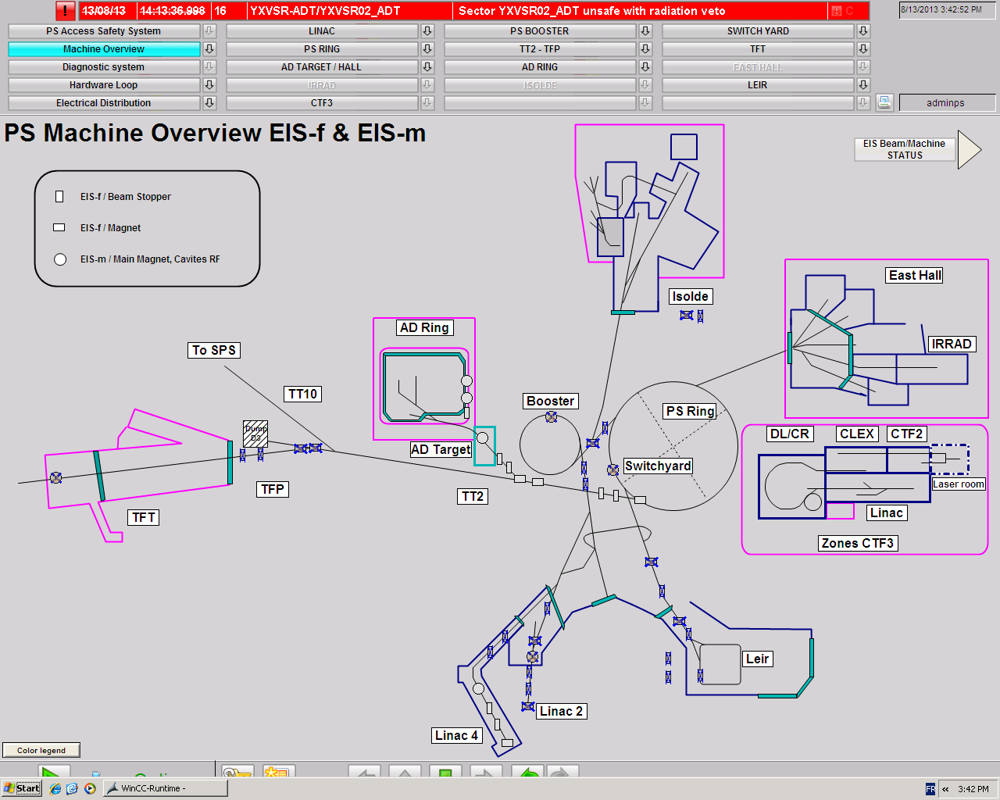 ! 13/08/13 14:13:36.998 16 YXVSR-ADT/YXVSR02_ADT Sector YXVSR02_ADT unsafe with radiation veto C 8/13/2013 3:42:52 PM
PS Access Safety System LINAC PS BOOSTER SWITCH YARD
Machine Overview PS RING TT2 - TFP TFT
Diagnostic system AD TARGET / HALL AD RING EAST HALL
Hardware Loop IRRAD ISOLDE LEIR
Electrical Distribution CTF3 adminps
PS Machine Overview EIS-f & EIS-m
EIS Beam/Machine
STATUS
EIS-f / Beam Stopper
EIS-f / Magnet
EIS-m / Main Magnet, Cavites RF
East Hall
Isolde
AD Ring
IRRAD
To SPS
TT10
Booster
PS Ring
Dump
D3
DL/CR CLEX CTF2
AD Target
Switchyard
Laser room
TFP
TT2
TFT
Linac
Zones CTF3
Leir
Linac 2
Linac 4
Color legend
Start WinCC-Runtime - FR « 3:42 PM